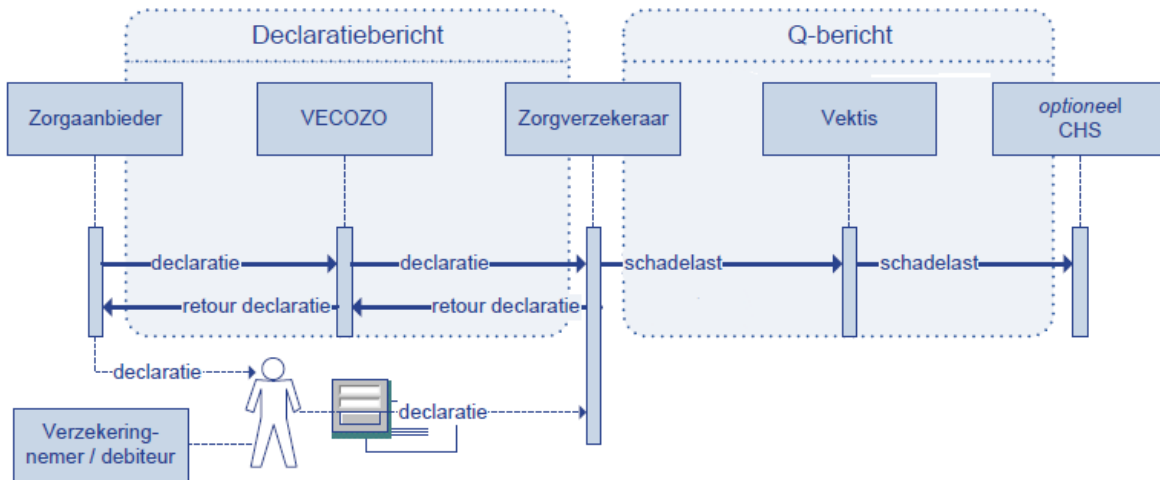 Declaratiebericht
Q-bericht
Zorgaanbieder
VECOZO
Zorgverzekeraar
Vektis
optioneel
CHS
declaratie
declaratie
schadelast
schadelast
retour declaratie
retour declaratie
declaratie
declaratie
Verzekering-
nemer / debiteur